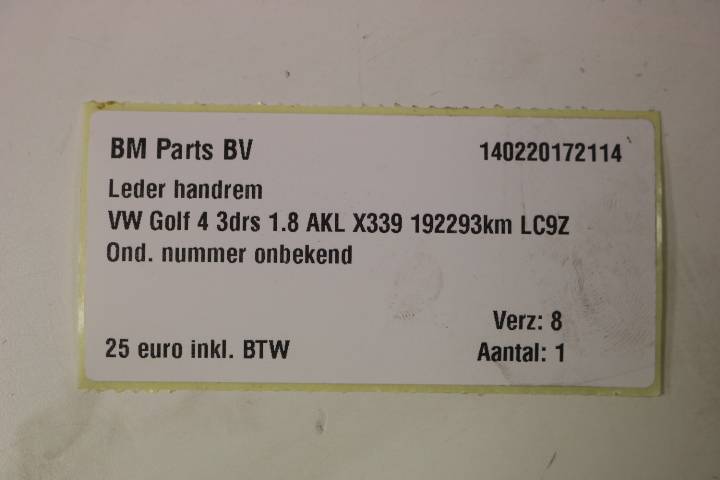 BM Parts BV 140220172114
Leder handrem
VW Golf 4 3drs 1.8 AKL X339 192293km LC9Z
Ond. nummer onbekend
Verz: 8
25 euro inkl. BTW Aantal: 1